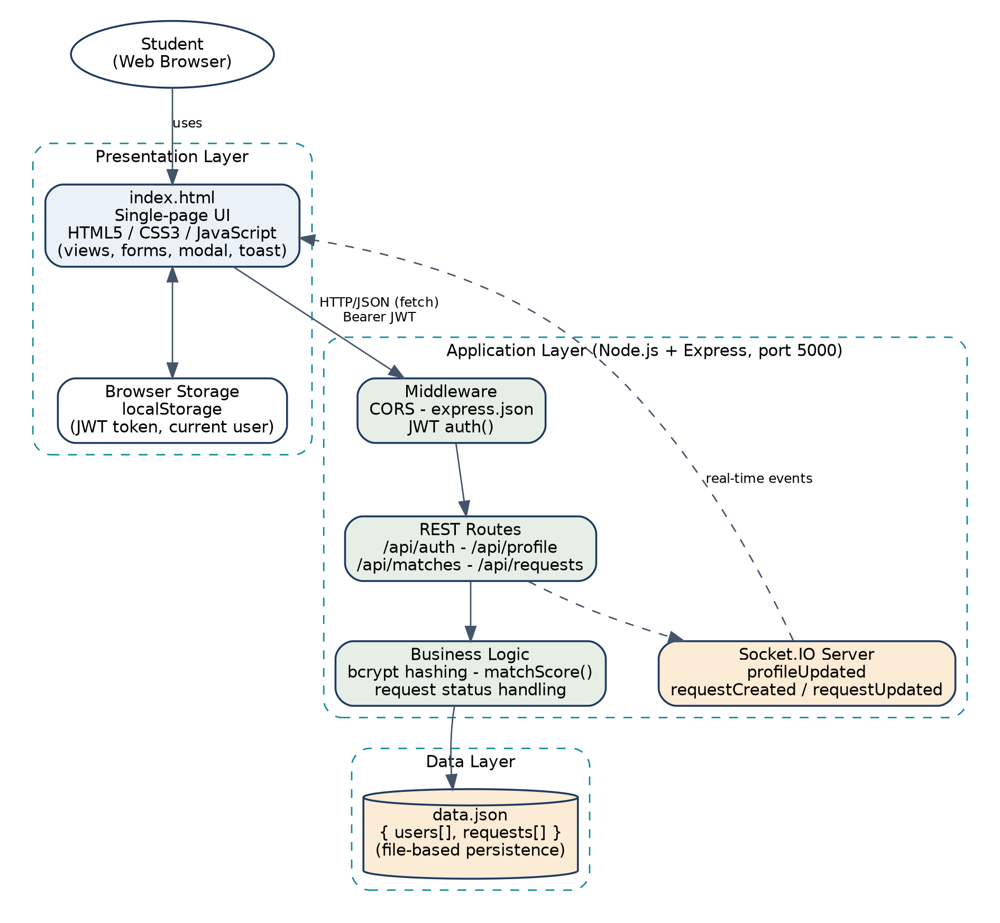 Student
(Web Browser)
uses
Presentation Layer
index.html
Single-page UI
HTML5 / CSS3 / JavaScript
(views, forms, modal, toast)
HTTP/JSON (fetch)
Bearer JWT
Application Layer (Node.js + Express, port 5000)
Browser Storage
localStorage
(JWT token, current user)
Middleware
CORS - express.json
JWT auth()
real-time events
REST Routes
/api/auth - /api/profile
/api/matches - /api/requests
Business Logic
bcrypt hashing - matchScore()
request status handling
Socket.IO Server
profileUpdated
requestCreated / requestUpdated
Data Layer
data.json
{ users[], requests[] }
(file-based persistence)